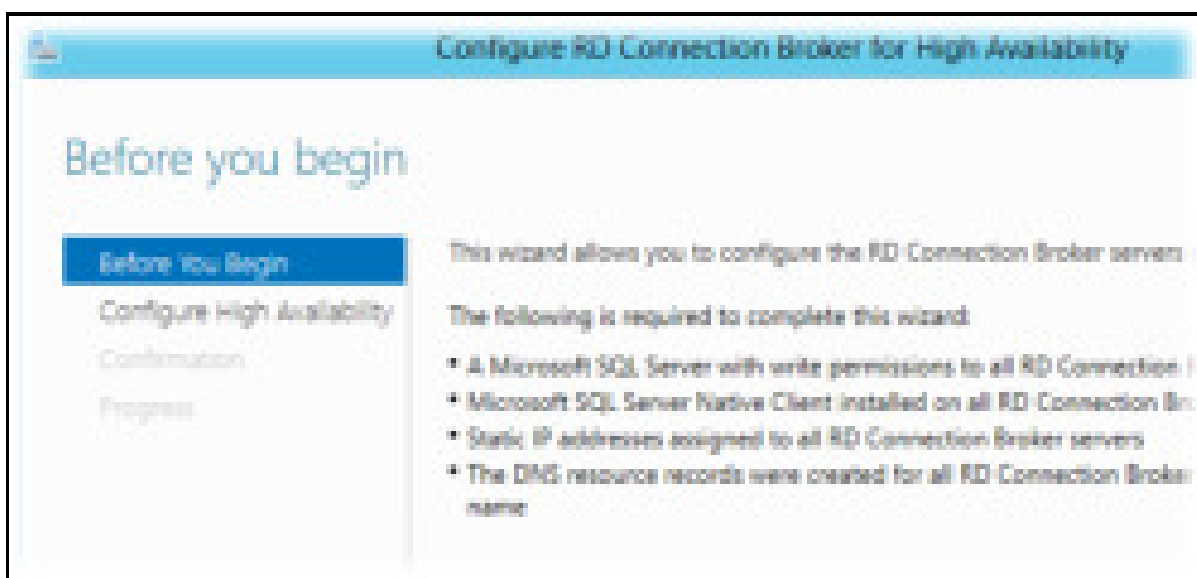 Configure RD Connection Broker for High Availability
Before you begin
Before You Begin
Configure High Availability
Confirmation
Progress
This wizard allows you to configure the RD Connection Broker servers
The following is required to complete this wizard:
• A Microsoft SQL Server with write permissions to all RD Connection
• Microsoft SQL Server Native Client installed on all RD Connection Br
• Static IP addresses assigned to all RD Connection Broker servers
• The DNS resource records were created for all RD Connection Broker
name